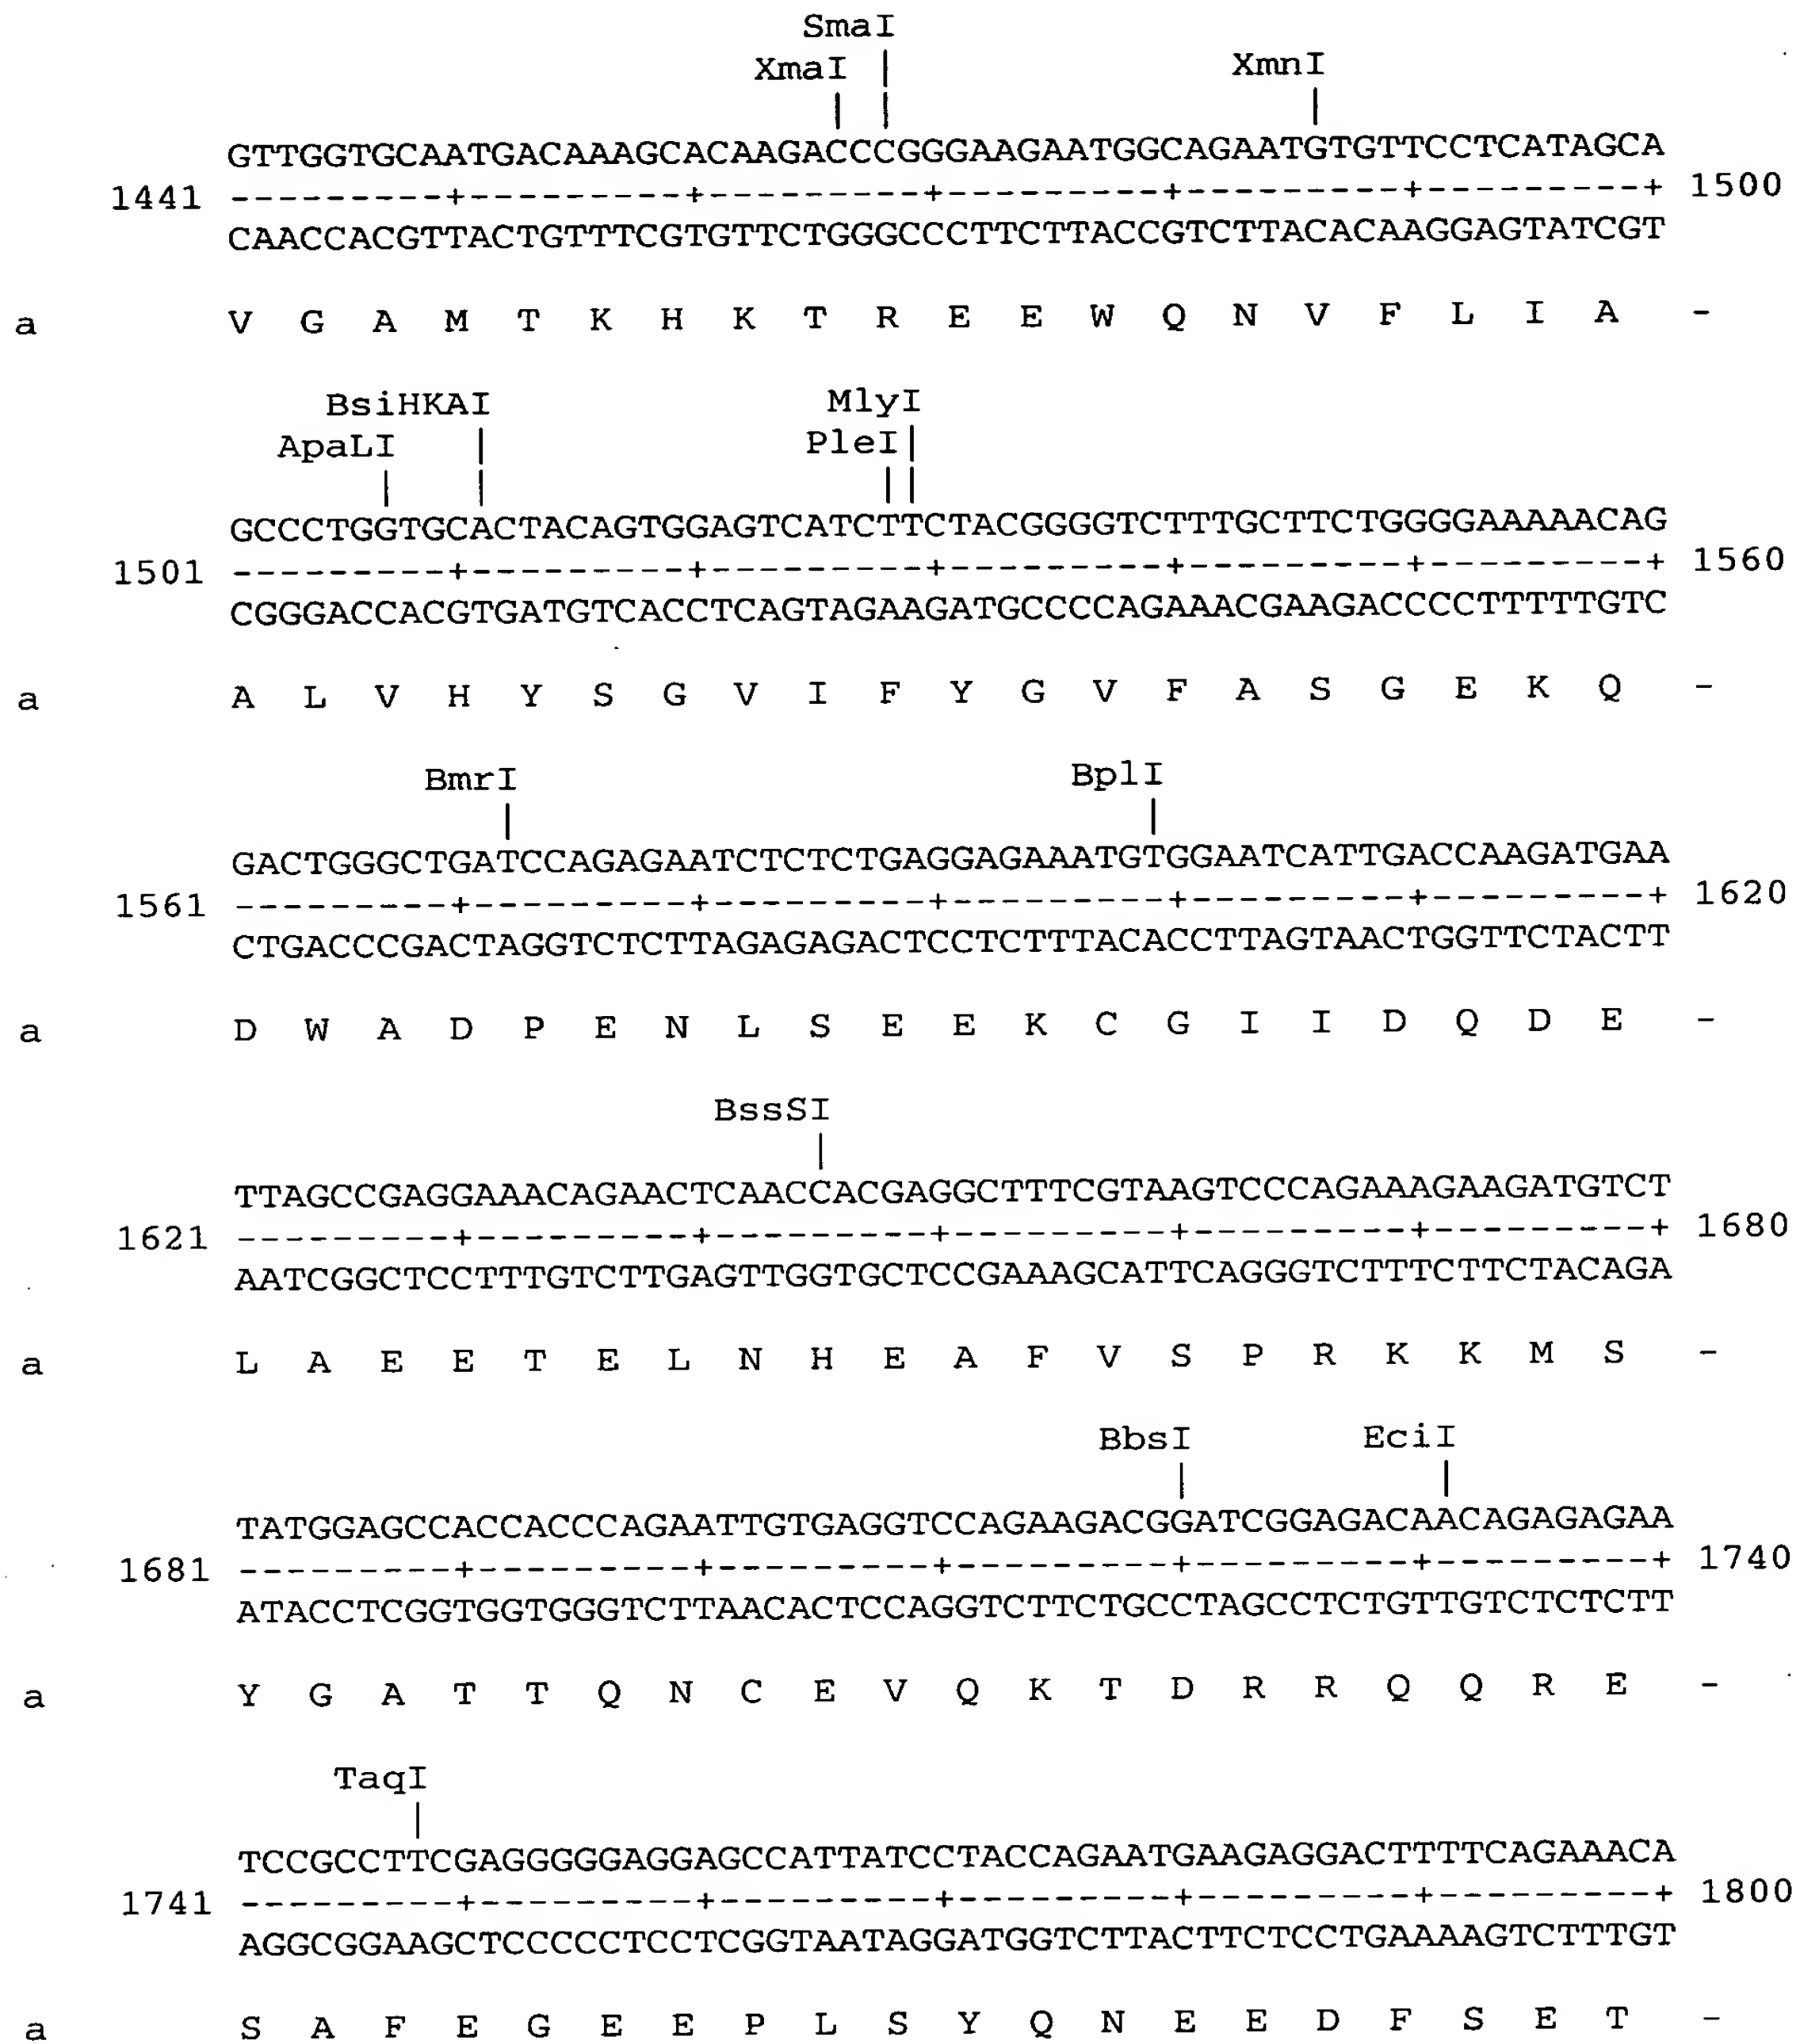 SmaI
XmaI | XmnI
| | |
GTTGGTGCAATGACAAAGCACAAGACCCGGGAAGAATGGCAGAATGTGTTCCTCATAGCA
1441 ---------+---------+---------+---------+---------+---------+ 1500
CAACCACGTTACTGTTTCGTGTTCTGGGCCCTTCTTACCGTCTTACACAAGGAGTATCGT
a V G A M T K H K T R E E W Q N V F L I A -
BsiHKAI MlyI
ApaLI | PleI|
| | ||
GCCCTGGTGCACTACAGTGGAGTCATCTTCTACGGGGTCTTTGCTTCTGGGGAAAAACAG
1501 ---------+---------+---------+---------+---------+---------+ 1560
CGGGACCACGTGATGTCACCTCAGTAGAAGATGCCCCAGAAACGAAGACCCCTTTTTGTC
a A L V H Y S G V I F Y G V F A S G E K Q -
BmrI BplI
| |
GACTGGGCTGATCCAGAGAATCTCTCTGAGGAGAAATGTGGAATCATTGACCAAGATGAA
1561 ---------+---------+---------+---------+---------+---------+ 1620
CTGACCCGACTAGGTCTCTTAGAGAGACTCCTCTTTACACCTTAGTAACTGGTTCTACTT
a D W A D P E N L S E E K C G I I D Q D E -
BssSI
|
TTAGCCGAGGAAACAGAACTCAACCACGAGGCTTTCGTAAGTCCCAGAAAGAAGATGTCT
1621 ---------+---------+---------+---------+---------+---------+ 1680
AATCGGCTCCTTTGTCTTGAGTTGGTGCTCCGAAAGCATTCAGGGTCTTTCTTCTACAGA
a L A E E T E L N H E A F V S P R K K M S -
BbsI EciI
| |
TATGGAGCCACCACCCAGAATTGTGAGGTCCAGAAGACGGATCGGAGACAACAGAGAGAA
1681 ---------+---------+---------+---------+---------+---------+ 1740
ATACCTCGGTGGTGGGTCTTAACACTCCAGGTCTTCTGCCTAGCCTCTGTTGTCTCTCTT
a Y G A T T Q N C E V Q K T D R R Q Q R E -
TaqI
|
TCCGCCTTCGAGGGGGAGGAGCCATTATCCTACCAGAATGAAGAGGACTTTTCAGAAACA
1741 ---------+---------+---------+---------+---------+---------+ 1800
AGGCGGAAGCTCCCCCTCCTCGGTAATAGGATGGTCTTACTTCTCCTGAAAAGTCTTTGT
a S A F E G E E P L S Y Q N E E D F S E T -